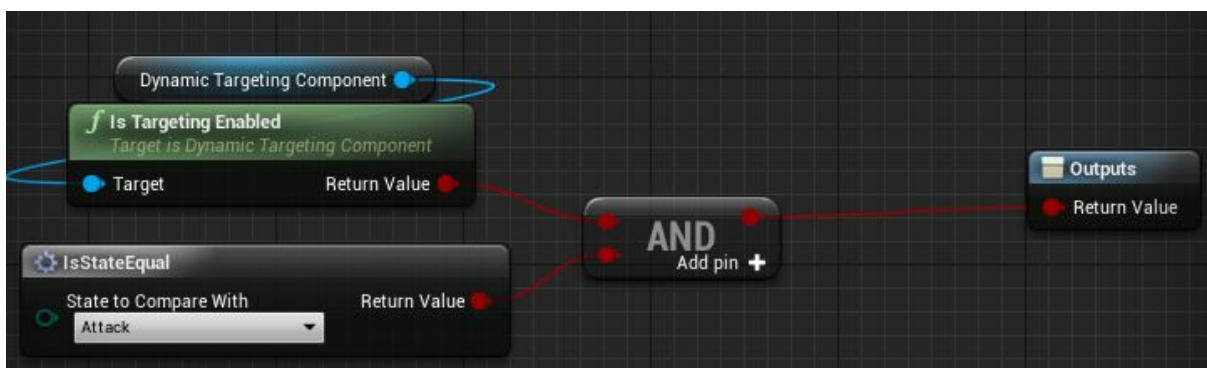 Dynamic Targeting Component
f Is Targeting Enabled
Target is Dynamic Targeting Component
Target
Return Value
IsStateEqual
State to Compare With
Return Value
Attack
AND
Add pin
Outputs
Return Value